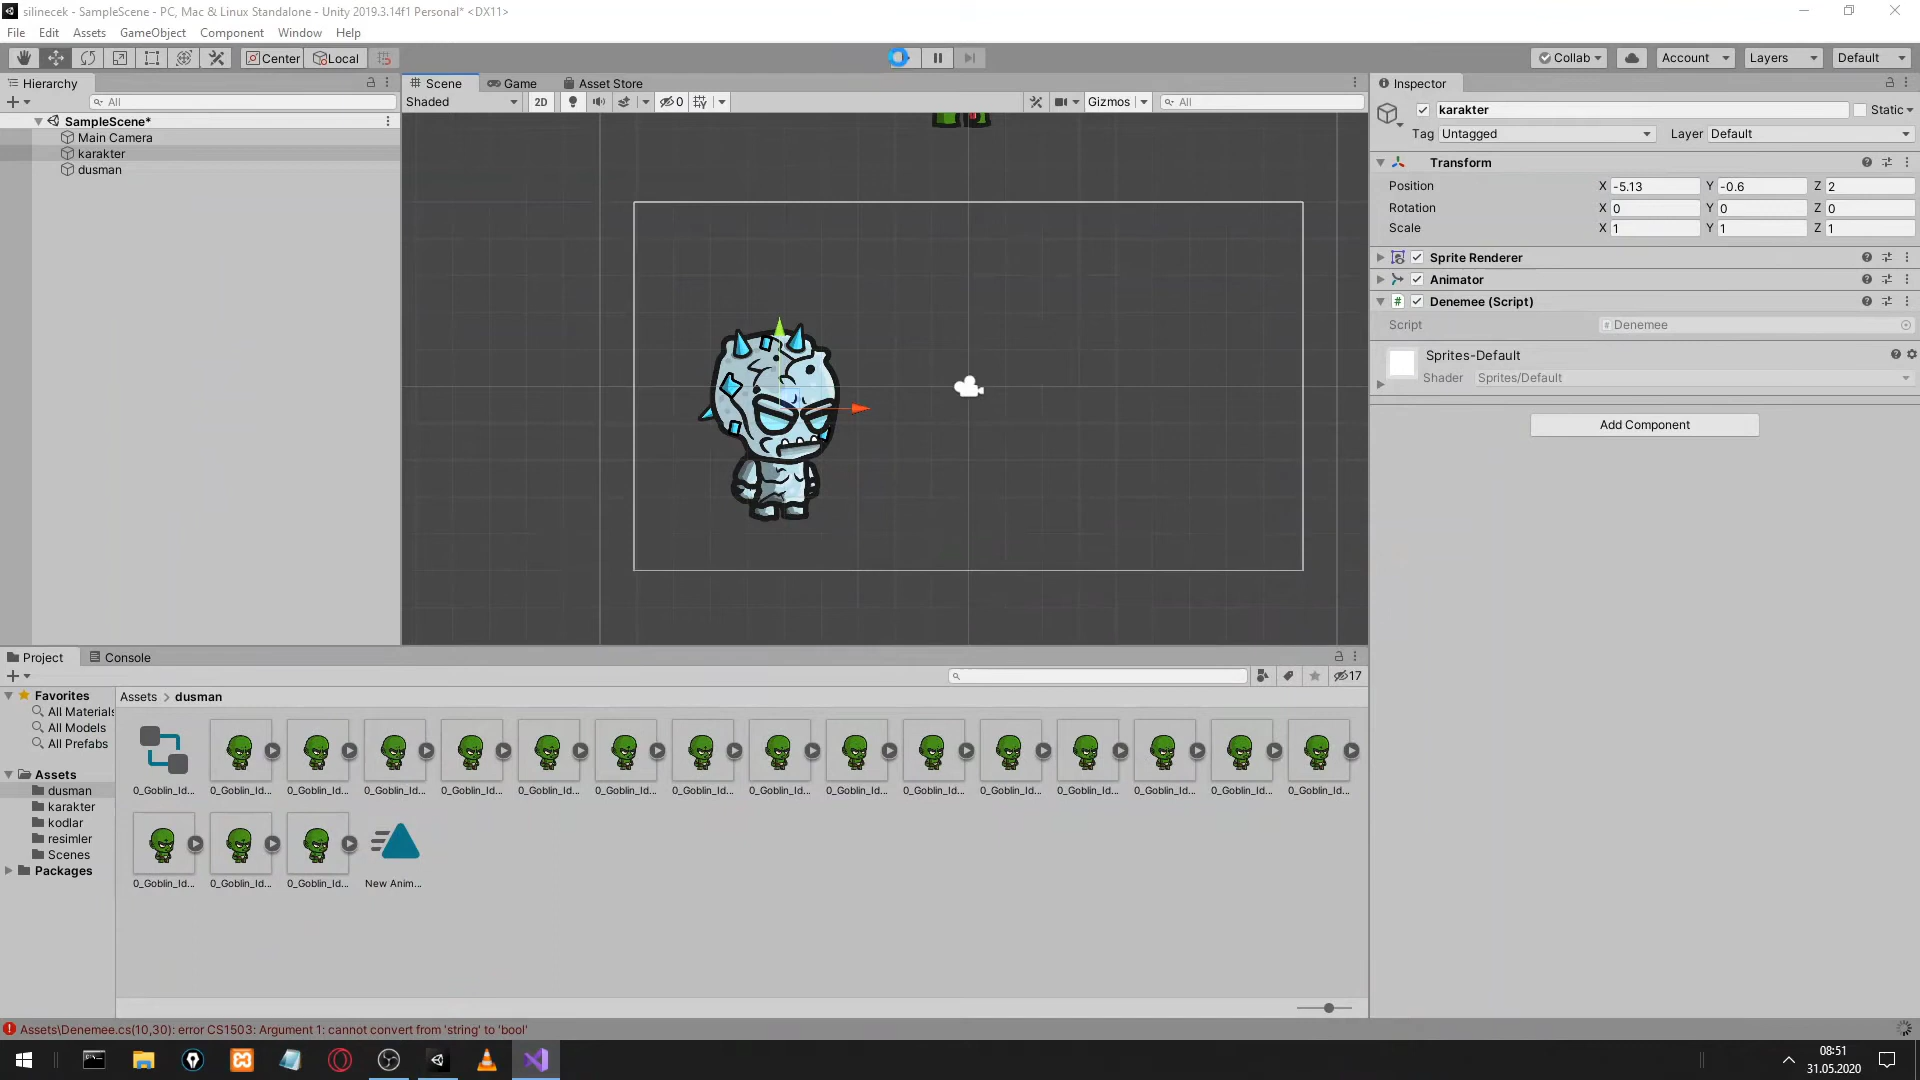 silinecek - SampleScene - PC, Mac & Linux Standalone - Unity 2019.3.14f1 Personal* <DX11>
File Edit Assets GameObject Component Window Help
Center Local Collab Account Layers Default
Hierarchy
All
SampleScene*
Main Camera
karakter
dusman
Scene Game Asset Store
Shaded 2D 0 Gizmos All
Inspector
karakter Static
Tag Untagged Layer Default
Transform
Position X -5.13 Y -0.6 Z 2
Rotation X 0 Y 0 Z 0
Scale X 1 Y 1 Z 1
Sprite Renderer
Animator
Denemee (Script)
Script Denemee
Sprites-Default
Shader Sprites/Default
Add Component
Project Console
17
Favorites
All Materials
All Models
All Prefabs
Assets
dusman
karakter
kodlar
resimler
Scenes
Packages
Assets > dusman
0_Goblin_Id... 0_Goblin_Id... 0_Goblin_Id... 0_Goblin_Id... 0_Goblin_Id... 0_Goblin_Id... 0_Goblin_Id... 0_Goblin_Id... 0_Goblin_Id... 0_Goblin_Id... 0_Goblin_Id... 0_Goblin_Id... 0_Goblin_Id... 0_Goblin_Id... 0_Goblin_Id... 0_Goblin_Id...
0_Goblin_Id... 0_Goblin_Id... 0_Goblin_Id... New Anim...
Assets\Denemee.cs(10,30): error CS1503: Argument 1: cannot convert from 'string' to 'bool'
08:51
31.05.2020